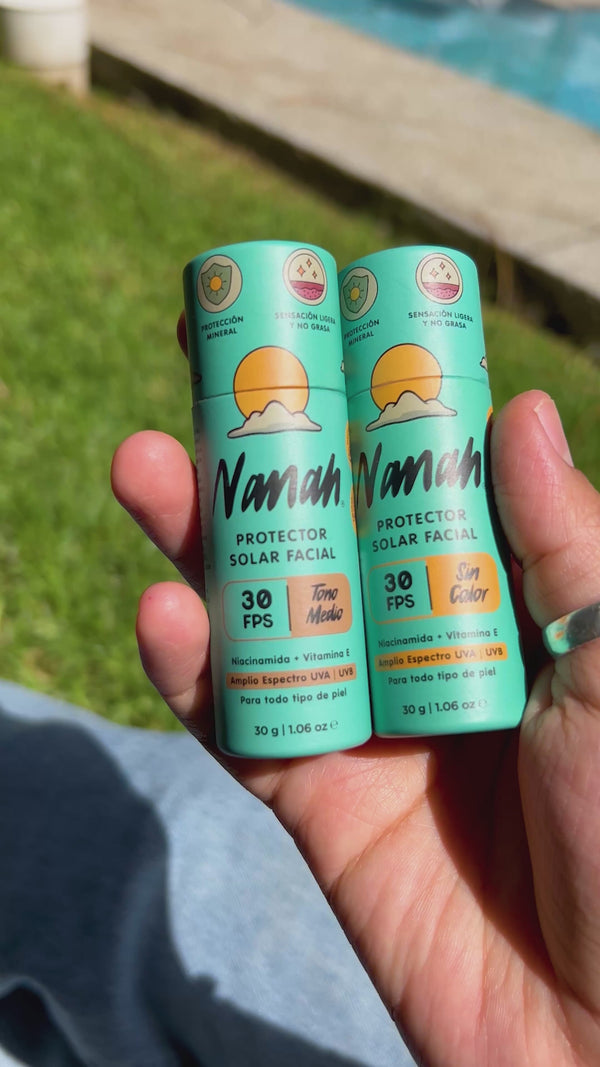 PROTECCIÓN
MINERAL
SENSACIÓN LIGERA
Y NO GRASA
Nanah
PROTECTOR
SOLAR FACIAL
30
FPS
Tono
Medio
Niacinamida + Vitamina E
Amplio Espectro UVA | UVB
Para todo tipo de piel
30 g | 1.06 oz ℮
PROTECCIÓN
MINERAL
SENSACIÓN LIGERA
Y NO GRASA
Nanah
PROTECTOR
SOLAR FACIAL
30
FPS
Sin
Color
Niacinamida + Vitamina E
Amplio Espectro UVA | UVB
Para todo tipo de piel
30 g | 1.06 oz ℮